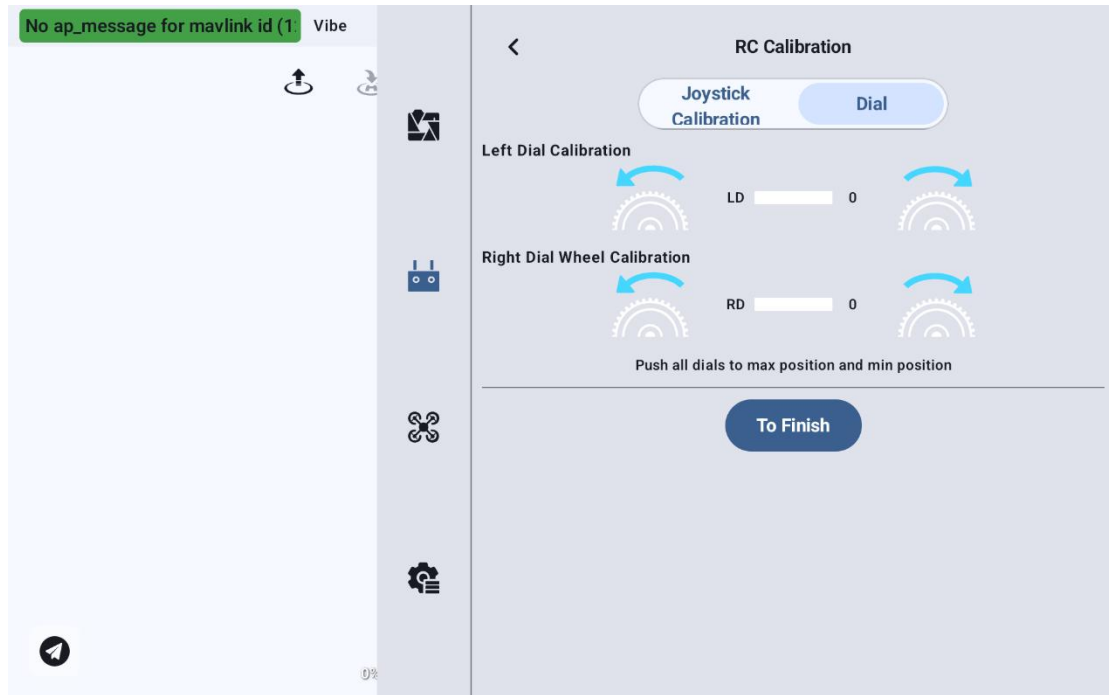 No ap_message for mavlink id (1
Vibe
RC Calibration
Joystick
Calibration
Dial
Left Dial Calibration
LD 0
Right Dial Wheel Calibration
RD 0
Push all dials to max position and min position
To Finish
0%